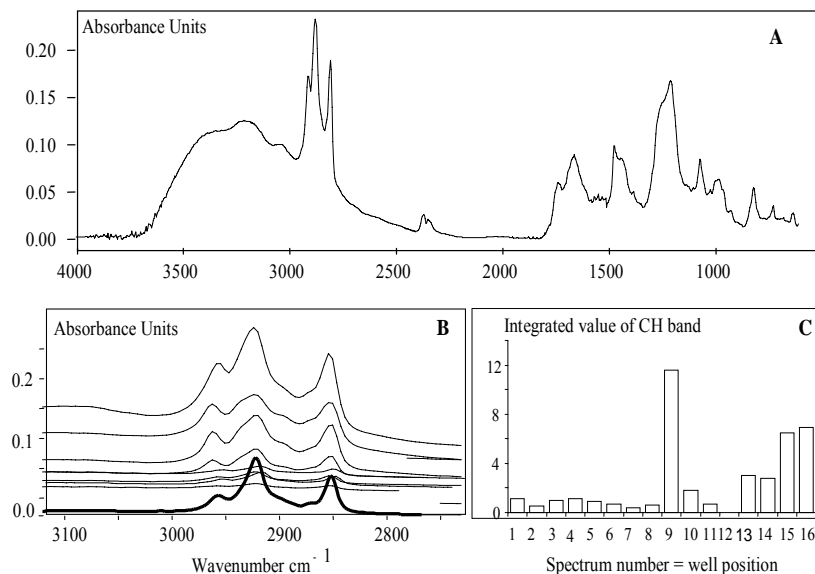 Absorbance Units
A
0.20
0.15
0.10
0.05
0.00
4000 3500 3000 2500 2000 1500 1000
Absorbance Units
B
0.2
0.1
0.0
3100 3000 2900 2800
Wavenumber cm-1
Integrated value of CH band
C
12
8
4
0
1 2 3 4 5 6 7 8 9 10 11 12 13 14 15 16
Spectrum number = well position